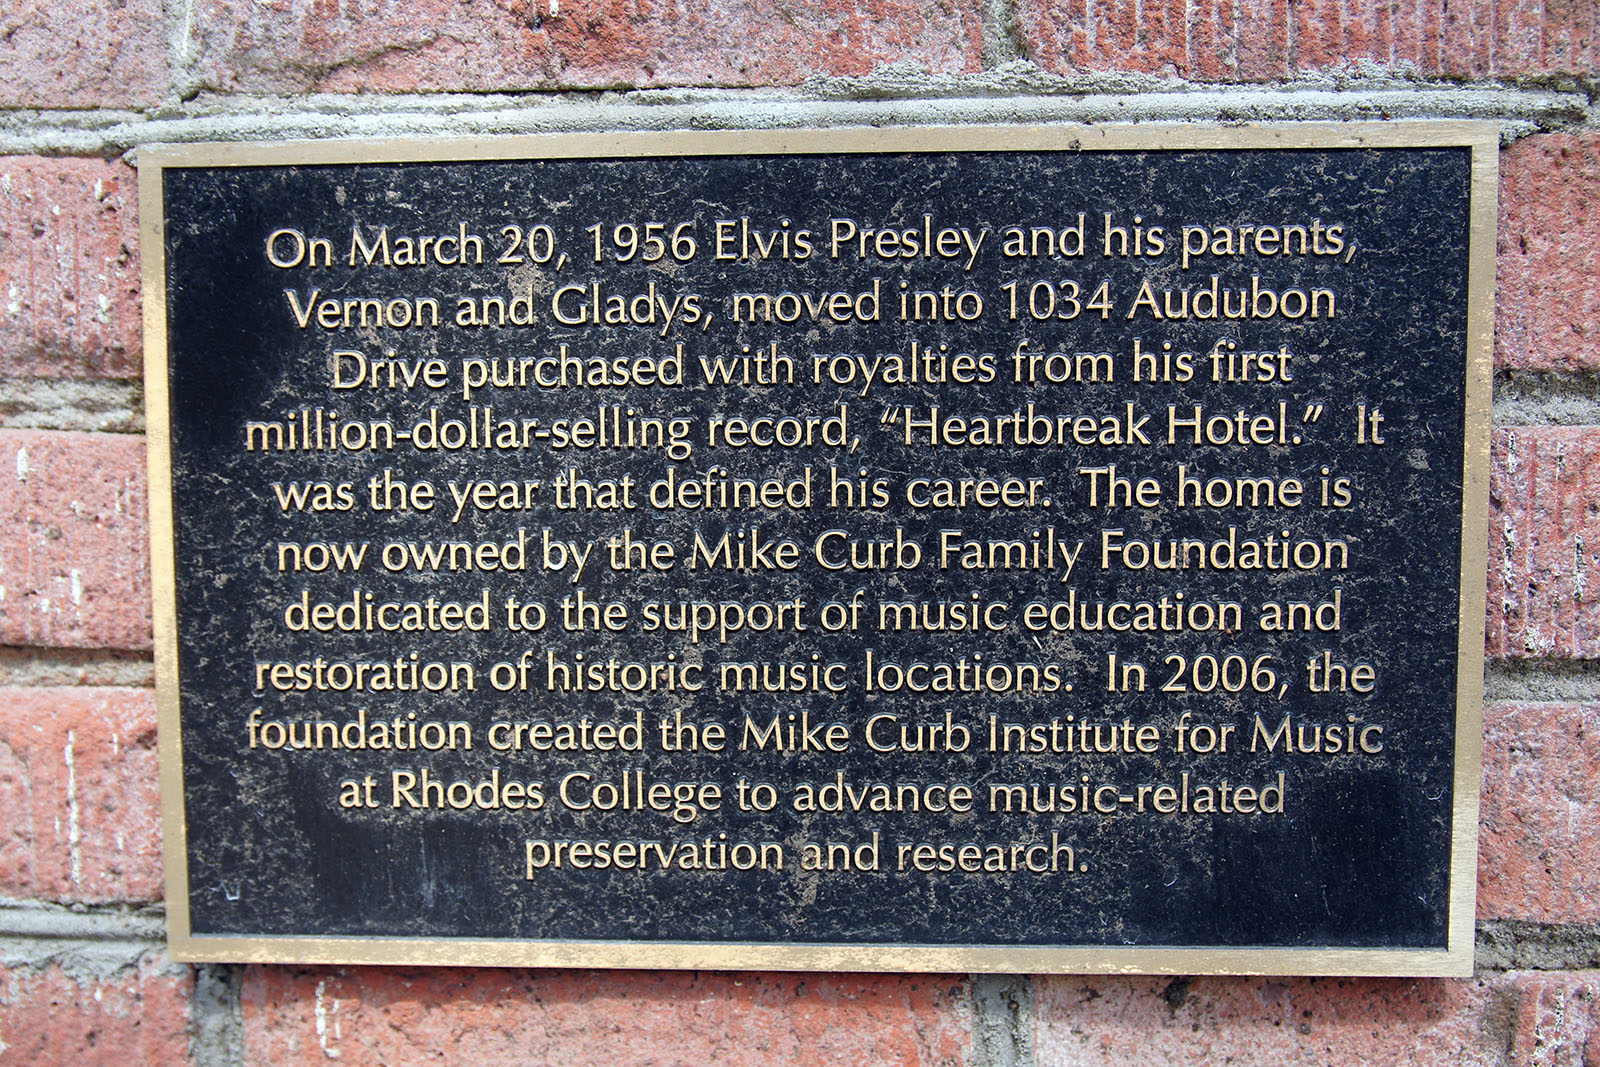 On March 20, 1956 Elvis Presley and his parents,
Vernon and Gladys, moved into 1034 Audubon
Drive purchased with royalties from his first
million-dollar-selling record, “Heartbreak Hotel.” It
was the year that defined his career. The home is
now owned by the Mike Curb Family Foundation
dedicated to the support of music education and
restoration of historic music locations. In 2006, the
foundation created the Mike Curb Institute for Music
at Rhodes College to advance music-related
preservation and research.